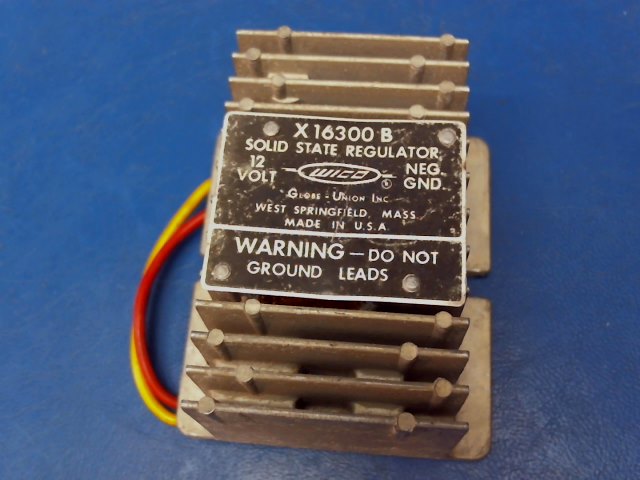 X 16300 B
SOLID STATE REGULATOR
12 VOLT WICO ® NEG. GND.
GLOBE - UNION INC.
WEST SPRINGFIELD, MASS.
MADE IN U.S.A.
WARNING — DO NOT
GROUND LEADS